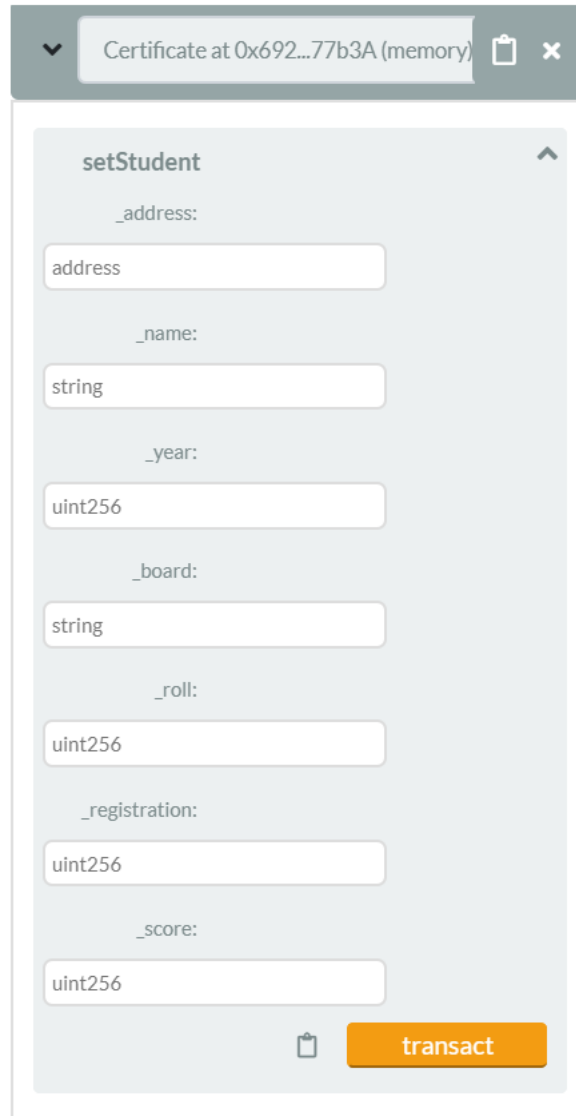 Certificate at 0x692...77b3A (memory)
setStudent
_address:
address
_name:
string
_year:
uint256
_board:
string
_roll:
uint256
_registration:
uint256
_score:
uint256
transact